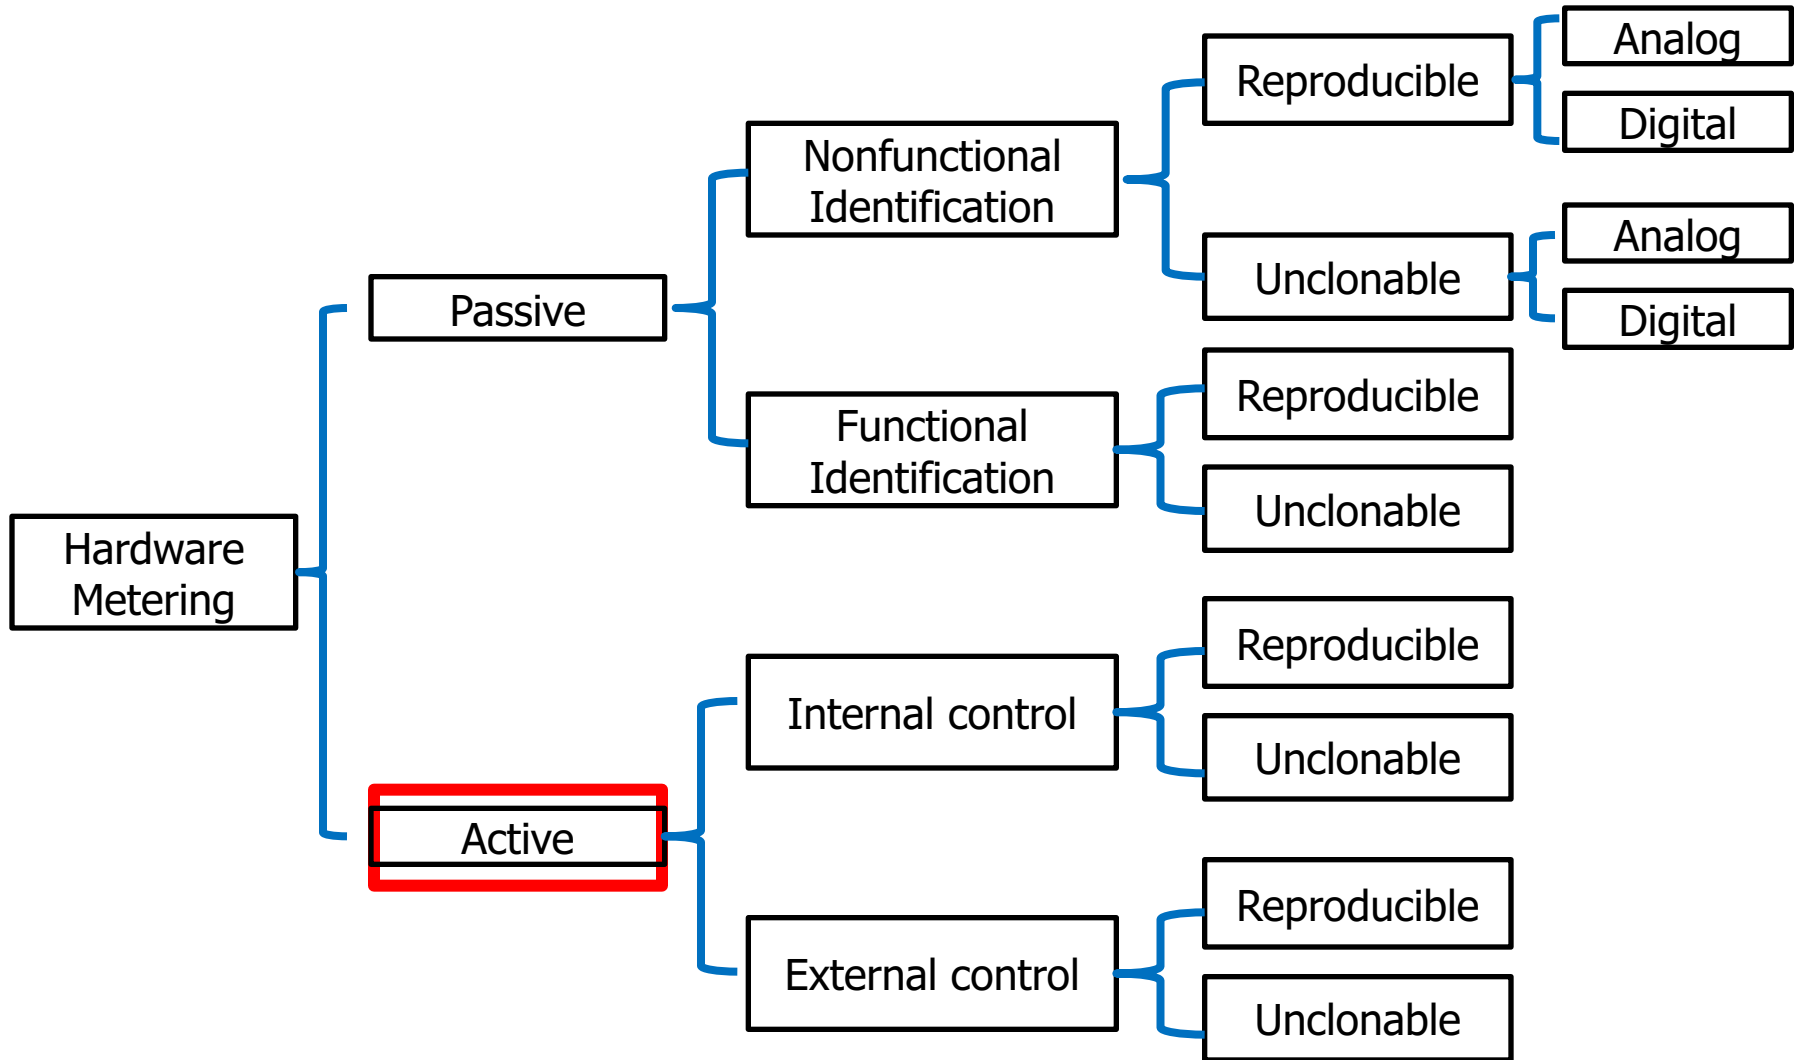 Hardware
Metering
Passive
Nonfunctional
Identification
Reproducible
Analog
Digital
Unclonable
Analog
Digital
Functional
Identification
Reproducible
Unclonable
Active
Internal control
Reproducible
Unclonable
External control
Reproducible
Unclonable